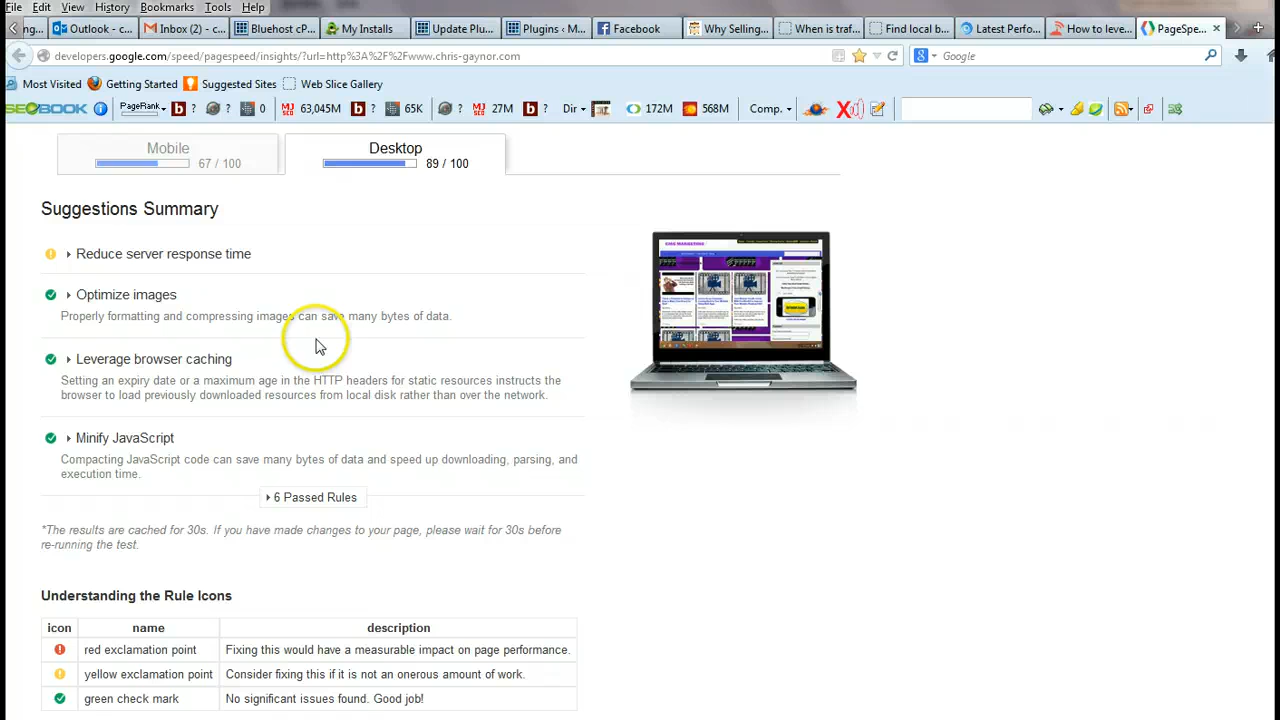 File Edit View History Bookmarks Tools Help
ng... Outlook - c... Inbox (2) - c... Bluehost cP... My Installs Update Plu... Plugins ‹ M... Facebook Why Selling... When is traf... Find local b... Latest Perfo... How to leve... PageSpe...
developers.google.com/speed/pagespeed/insights/?url=http%3A%2F%2Fwww.chris-gaynor.com Google
Most Visited Getting Started Suggested Sites Web Slice Gallery
SEOBOOK PageRank ? ? 0 63,045M ? 65K ? 27M ? Dir 172M 568M Comp.
Mobile Desktop
67 / 100 89 / 100
Suggestions Summary
Reduce server response time
Optimize images
formatting and compressing images can save many bytes of data.
Leverage browser caching
Setting an expiry date or a maximum age in the HTTP headers for static resources instructs the
browser to load previously downloaded resources from local disk rather than over the network.
Minify JavaScript
Compacting JavaScript code can save many bytes of data and speed up downloading, parsing, and
execution time.
6 Passed Rules
*The results are cached for 30s. If you have made changes to your page, please wait for 30s before
re-running the test.
Understanding the Rule Icons
icon name description
red exclamation point Fixing this would have a measurable impact on page performance.
yellow exclamation point Consider fixing this if it is not an onerous amount of work.
green check mark No significant issues found. Good job!